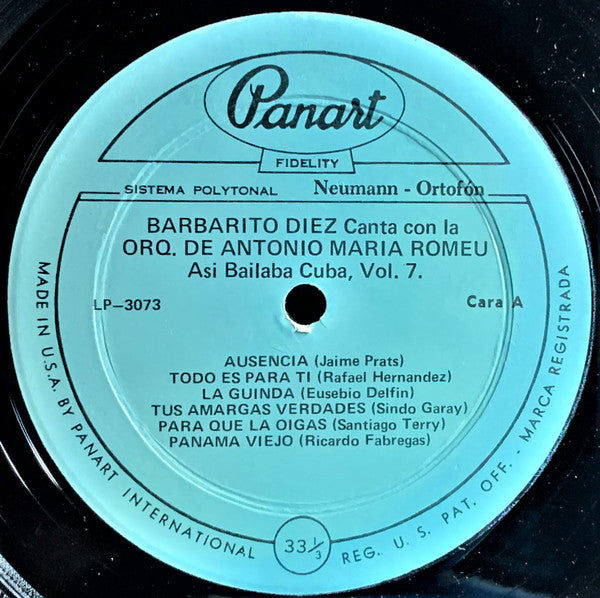 Panart
FIDELITY
SISTEMA POLYTONAL Neumann - Ortofón
BARBARITO DIEZ Canta con la
ORQ. DE ANTONIO MARIA ROMEU
Asi Bailaba Cuba, Vol. 7.
LP-3073 Cara A
AUSENCIA (Jaime Prats)
TODO ES PARA TI (Rafael Hernandez)
LA GUINDA (Eusebio Delfin)
TUS AMARGAS VERDADES (Sindo Garay)
PARA QUE LA OIGAS (Santiago Terry)
PANAMA VIEJO (Ricardo Fabregas)
33 1/3
MADE IN U.S.A. BY PANART INTERNATIONAL
REG. U. S. PAT. OFF. - MARCA REGISTRADA